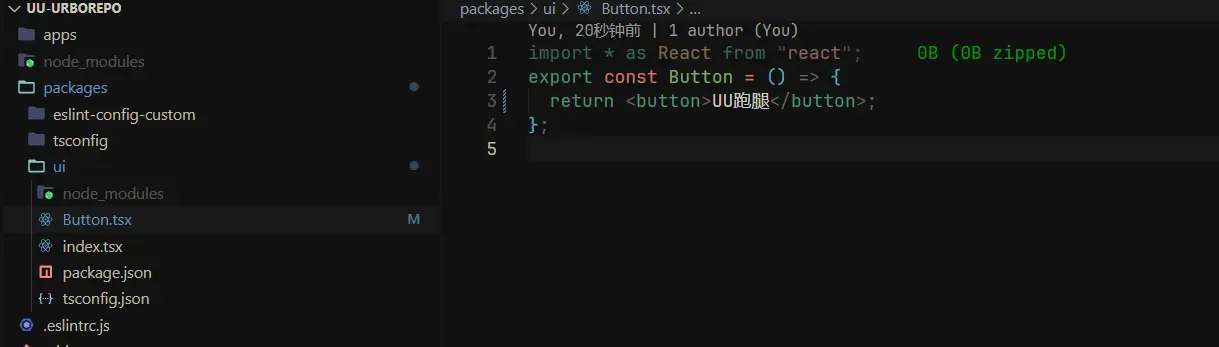 UU-URBOREPO
apps
node_modules
packages
eslint-config-custom
tsconfig
ui
node_modules
Button.tsx M
index.tsx
package.json
tsconfig.json
.eslintrc.js
packages > ui > Button.tsx > ...
You, 20秒钟前 | 1 author (You)
1 import * as React from "react"; 0B (0B zipped)
2 export const Button = () => {
3 return <button>UU跑腿</button>;
4 };
5